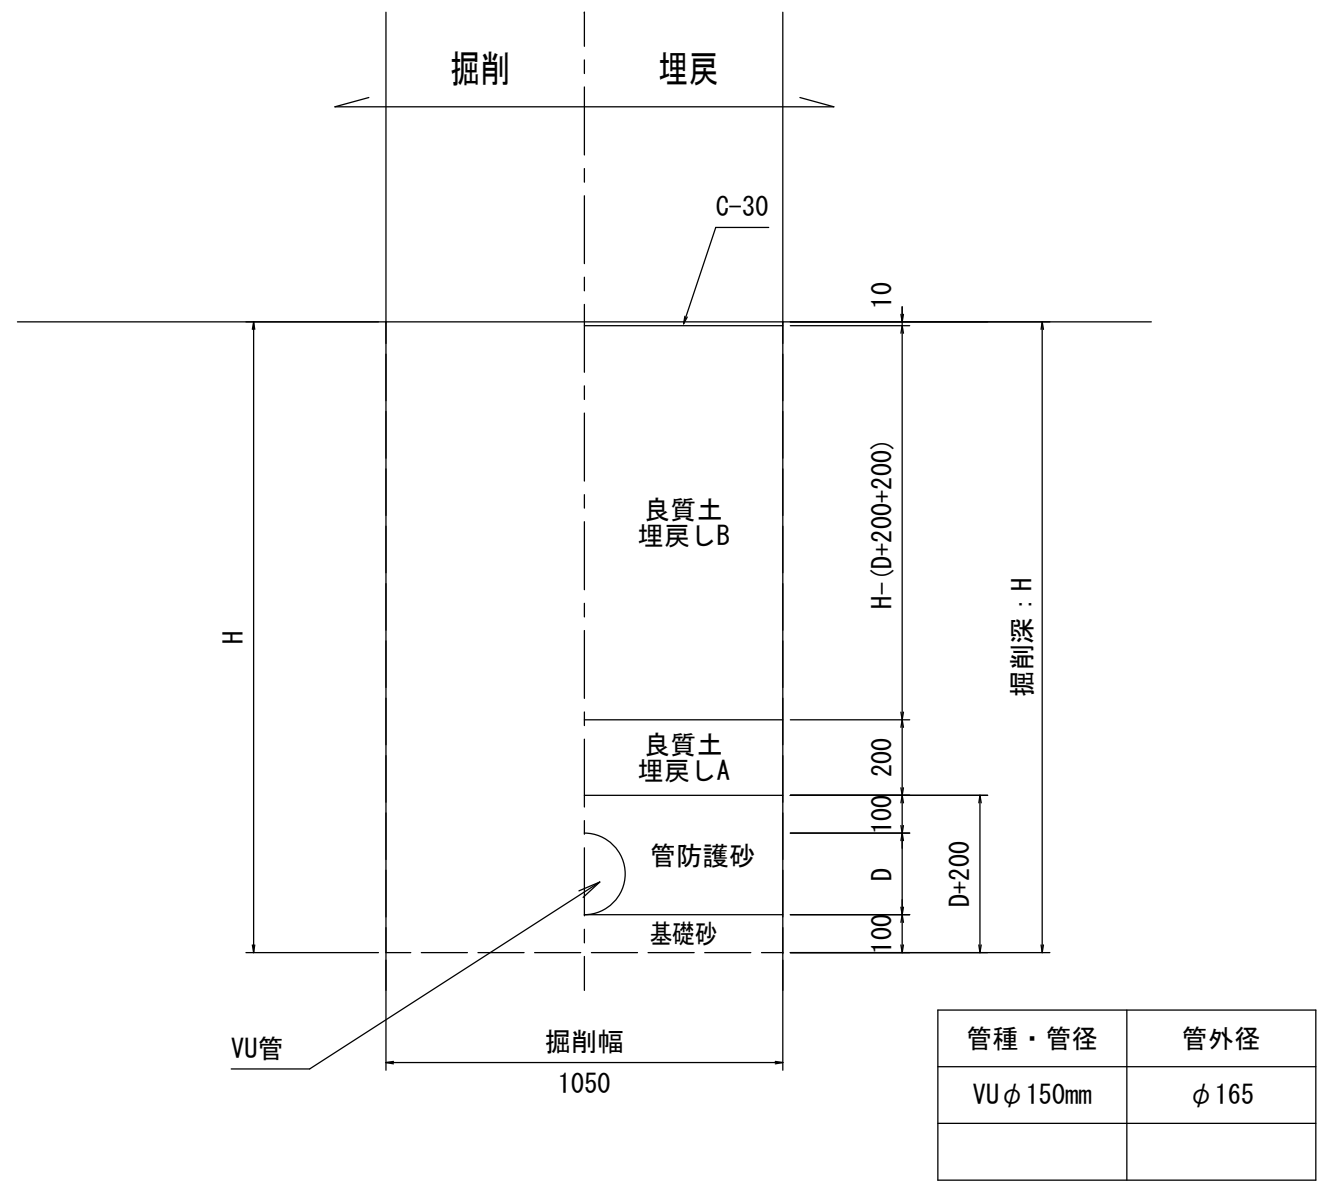 掘削
埋戻
C-30
10
良質土
埋戻しB
H-(D+200+200)
掘削深：H
H
良質土
埋戻しA
200
100
管防護砂
D
D+200
基礎砂
100
VU管
掘削幅
1050
管種・管径 管外径
VUφ150mm φ165